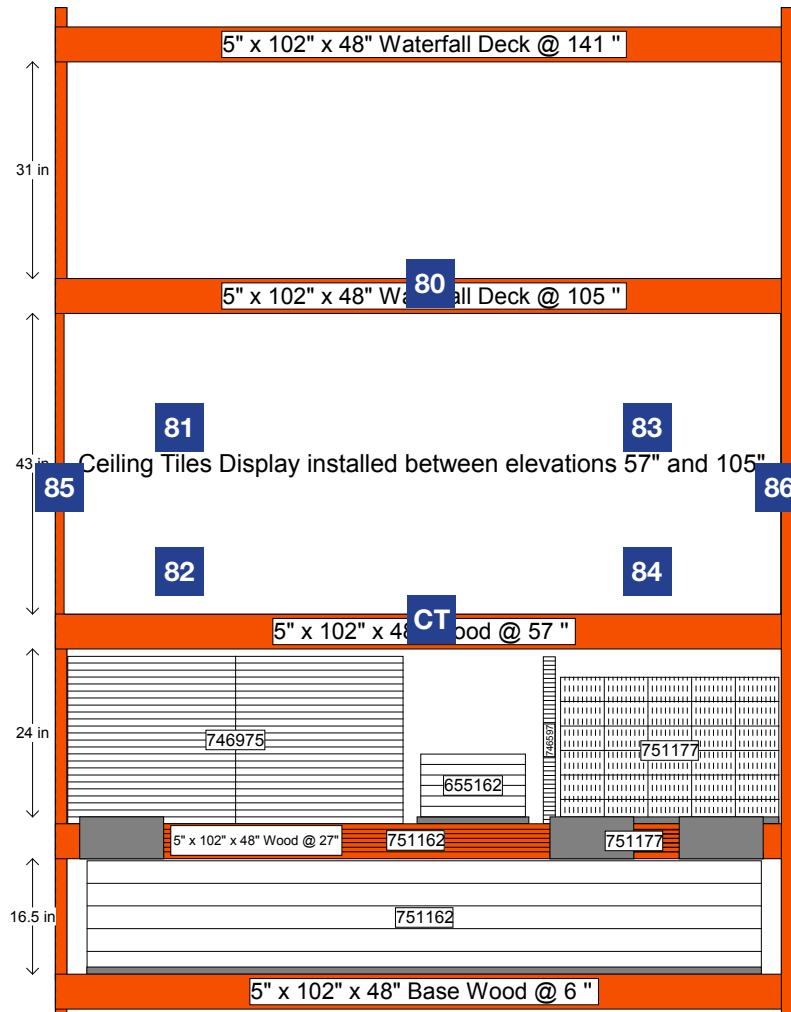 5" x 102" x 48" Waterfall Deck @ 141 "
31 in
80
5" x 102" x 48" Wa all Deck @ 105 "
81
83
43 in
Ceiling Tiles Display installed between elevations 57" and 105"
85
86
82
84
CT
5" x 102" x 48" ood @ 57 "
24 in
746975
746597
751177
655162
5" x 102" x 48" Wood @ 27"
751162
751177
16.5 in
751162
5" x 102" x 48" Base Wood @ 6 "